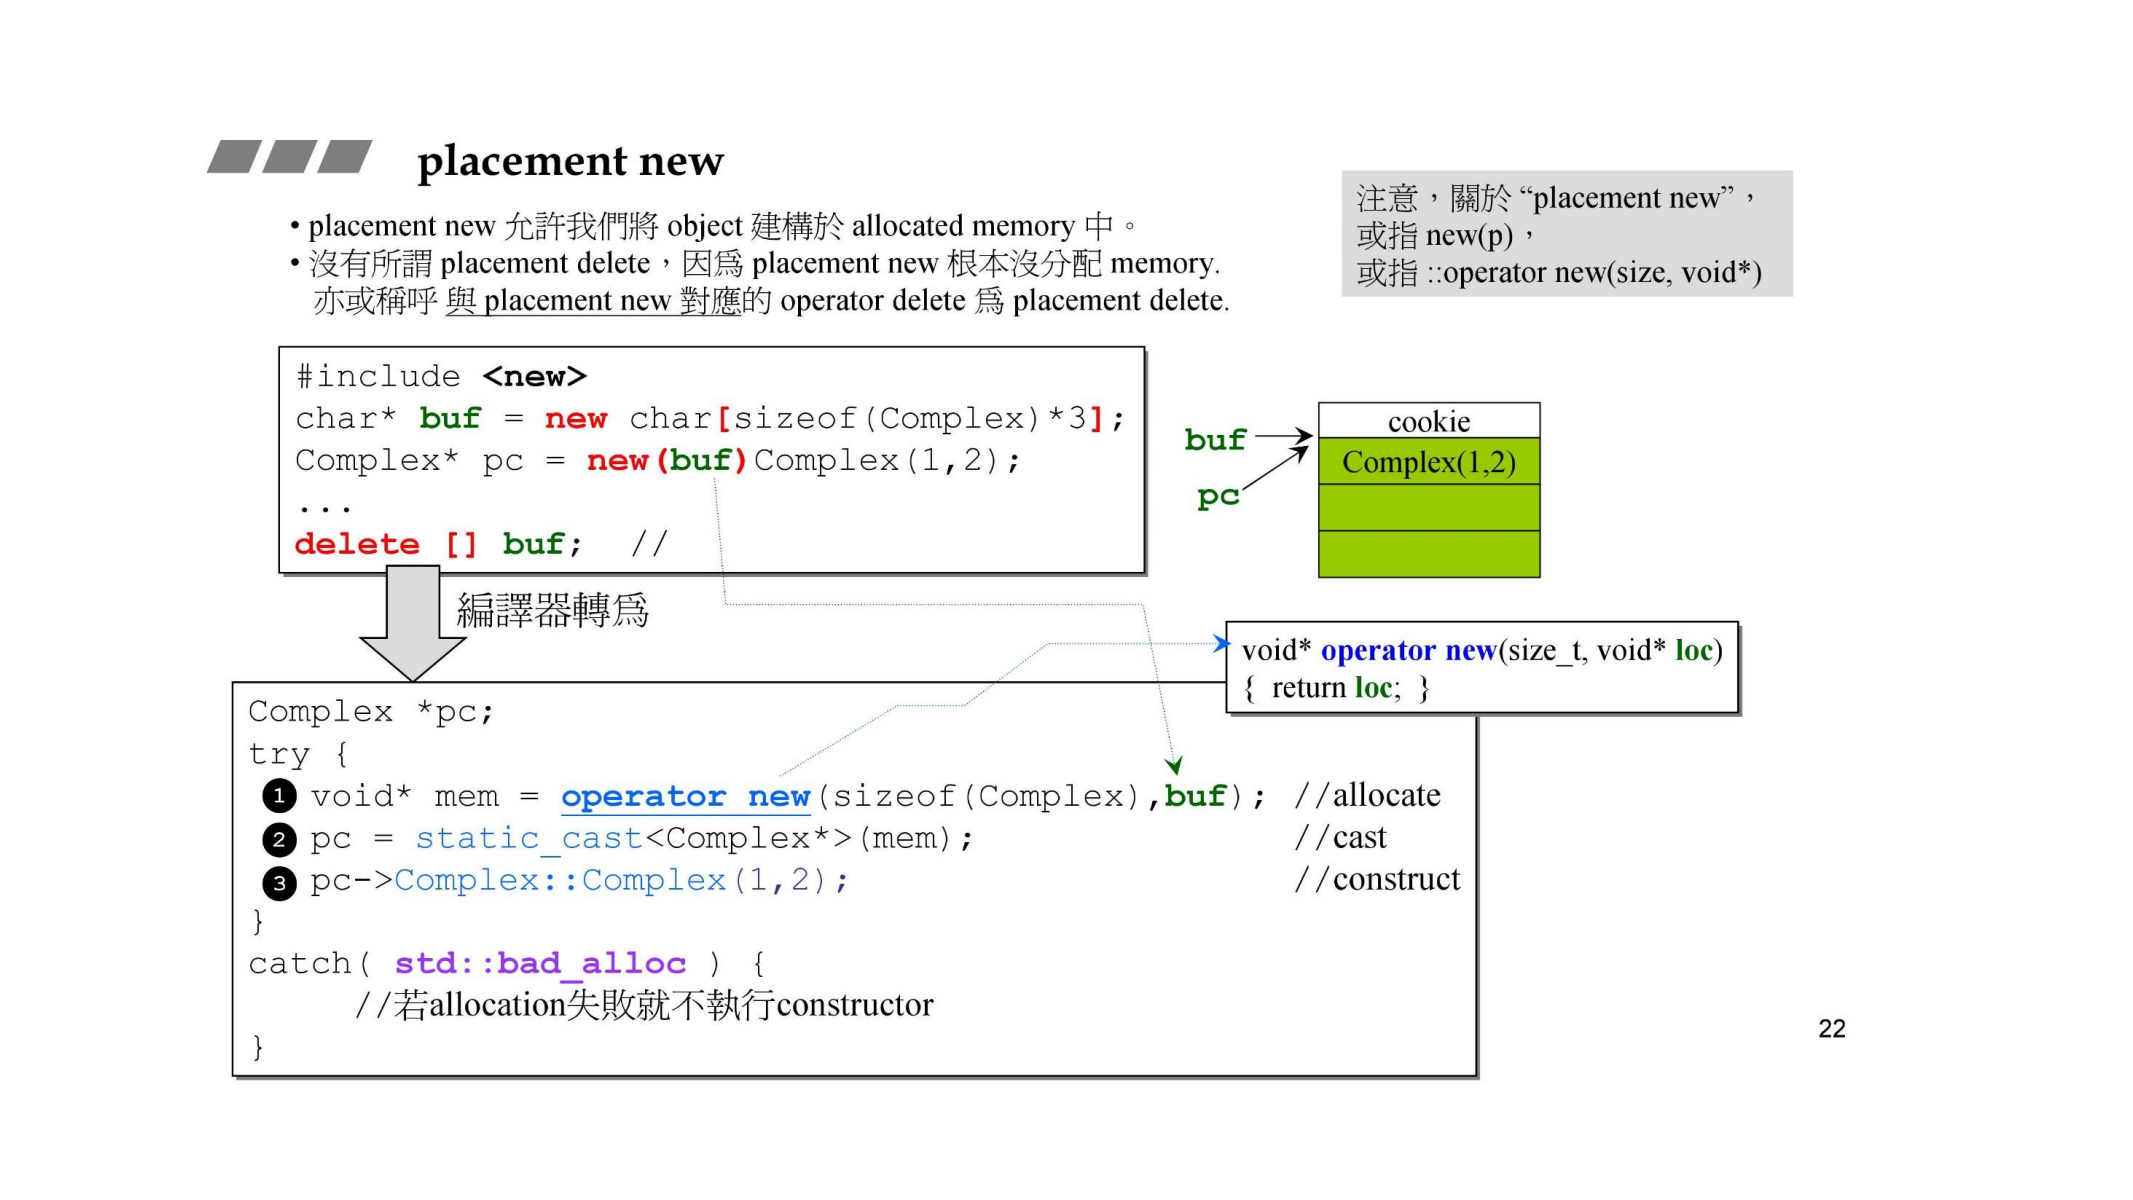 placement new
• placement new 允許我們將 object 建構於 allocated memory 中。
• 沒有所謂 placement delete，因為 placement new 根本沒分配 memory.
亦或稱呼 與 placement new 對應的 operator delete 為 placement delete.
注意，關於 “placement new”，
或指 new(p)，
或指 ::operator new(size, void*)
#include <new>
char* buf = new char[sizeof(Complex)*3];
Complex* pc = new(buf)Complex(1,2);
...
delete [] buf; //
buf
pc
cookie
Complex(1,2)
編譯器轉為
void* operator new(size_t, void* loc)
{ return loc; }
Complex *pc;
try {
1 void* mem = operator new(sizeof(Complex),buf); //allocate
2 pc = static_cast<Complex*>(mem); //cast
3 pc->Complex::Complex(1,2); //construct
}
catch( std::bad_alloc ) {
//若allocation失敗就不執行constructor
}
22